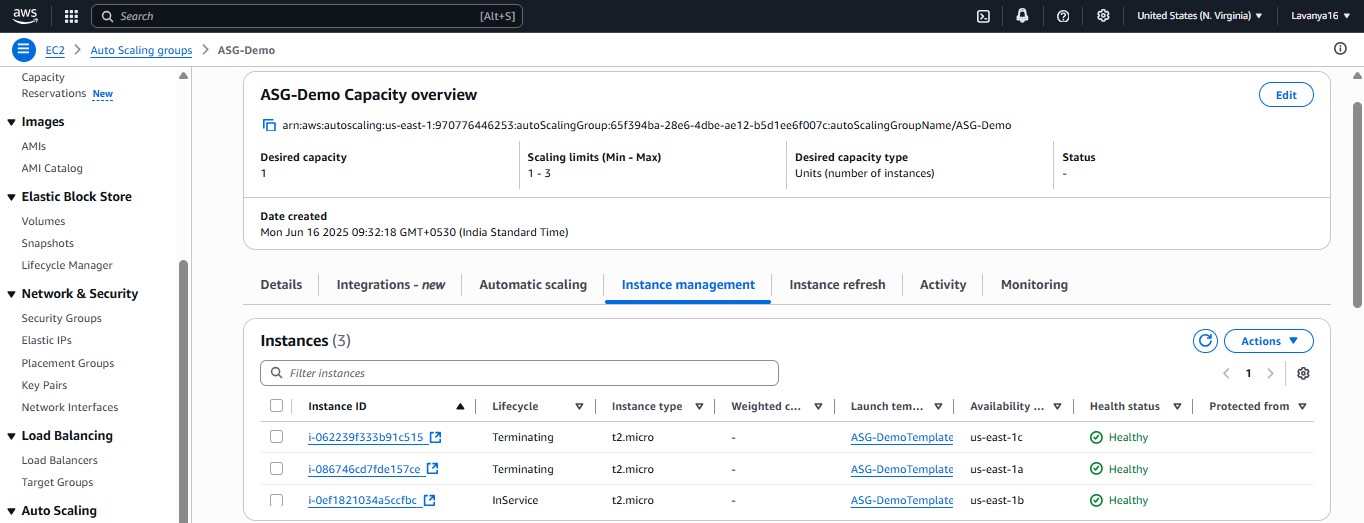 aws Search [Alt+S] United States (N. Virginia) Lavanya16
EC2 > Auto Scaling groups > ASG-Demo
Capacity
Reservations New
Images
AMIs
AMI Catalog
Elastic Block Store
Volumes
Snapshots
Lifecycle Manager
Network & Security
Security Groups
Elastic IPs
Placement Groups
Key Pairs
Network Interfaces
Load Balancing
Load Balancers
Target Groups
Auto Scaling
ASG-Demo Capacity overview
Edit
arn:aws:autoscaling:us-east-1:970776446253:autoScalingGroup:65f394ba-28e6-4dbe-ae12-b5d1ee6f007c:autoScalingGroupName/ASG-Demo
Desired capacity Scaling limits (Min - Max) Desired capacity type Status
1 1 - 3 Units (number of instances) -
Date created
Mon Jun 16 2025 09:32:18 GMT+0530 (India Standard Time)
Details Integrations - new Automatic scaling Instance management Instance refresh Activity Monitoring
Instances (3) Actions
Filter instances 1
Instance ID Lifecycle Instance type Weighted c... Launch tem... Availability ... Health status Protected from
i-062239f333b91c515 Terminating t2.micro - ASG-DemoTemplate us-east-1c Healthy
i-086746cd7fde157ce Terminating t2.micro - ASG-DemoTemplate us-east-1a Healthy
i-0ef1821034a5ccfbc InService t2.micro - ASG-DemoTemplate us-east-1b Healthy